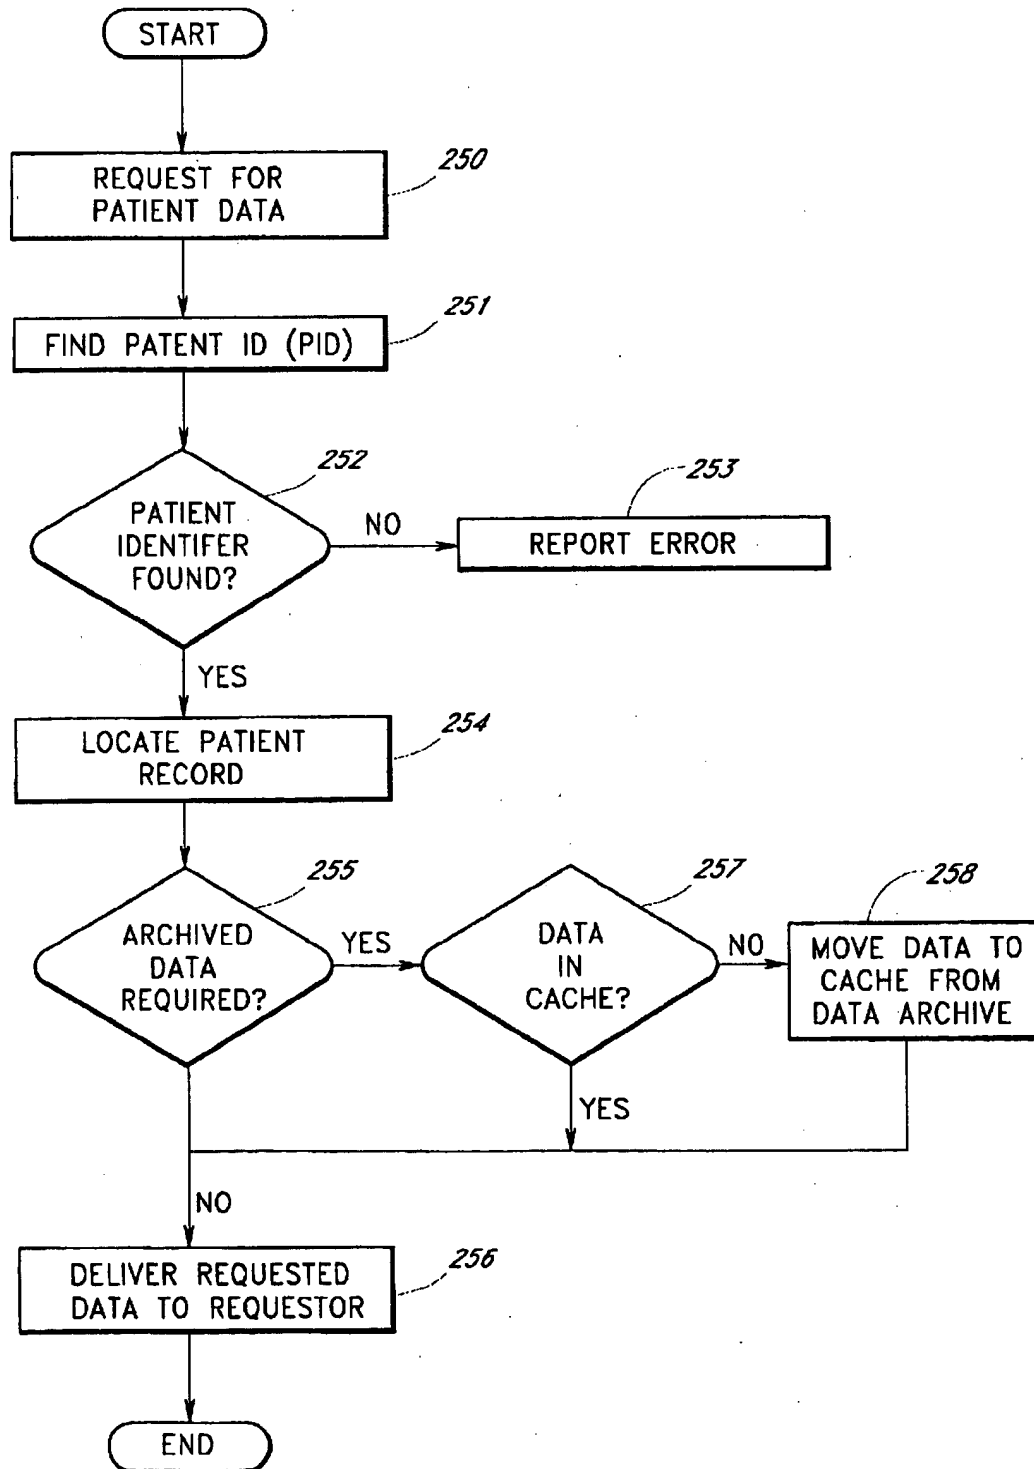 START
REQUEST FOR
PATIENT DATA
250
FIND PATENT ID (PID)
251
PATIENT
IDENTIFER
FOUND?
252
NO
REPORT ERROR
253
YES
LOCATE PATIENT
RECORD
254
ARCHIVED
DATA
REQUIRED?
255
YES
DATA
IN
CACHE?
257
NO
MOVE DATA TO
CACHE FROM
DATA ARCHIVE
258
YES
NO
DELIVER REQUESTED
DATA TO REQUESTOR
256
END